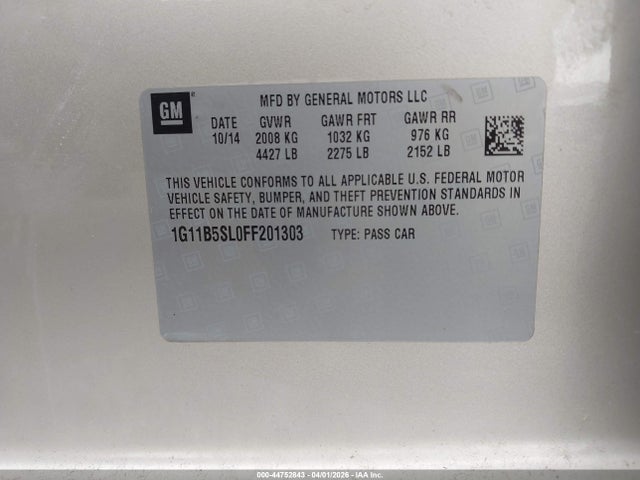 GM
MFD BY GENERAL MOTORS LLC
DATE GVWR GAWR FRT GAWR RR
10/14 2008 KG 1032 KG 976 KG
4427 LB 2275 LB 2152 LB
THIS VEHICLE CONFORMS TO ALL APPLICABLE U.S. FEDERAL MOTOR
VEHICLE SAFETY, BUMPER, AND THEFT PREVENTION STANDARDS IN
EFFECT ON THE DATE OF MANUFACTURE SHOWN ABOVE.
1G11B5SL0FF201303 TYPE: PASS CAR
000-44752643 04/01/2026 - IAA Inc.